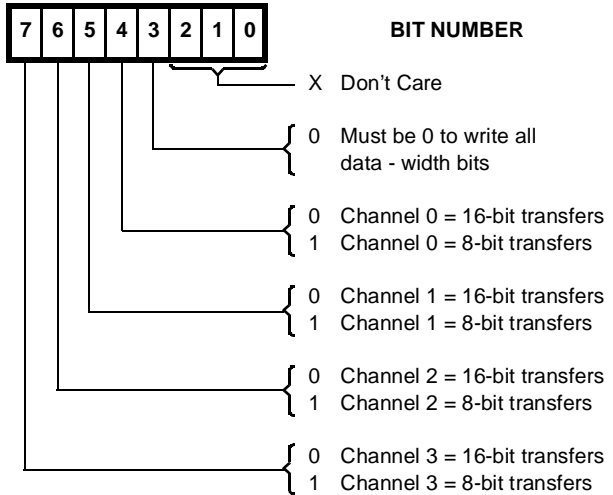 7 6 5 4 3 2 1 0 BIT NUMBER
X Don't Care
0 Must be 0 to write all
data - width bits
0 Channel 0 = 16-bit transfers
1 Channel 0 = 8-bit transfers
0 Channel 1 = 16-bit transfers
1 Channel 1 = 8-bit transfers
0 Channel 2 = 16-bit transfers
1 Channel 2 = 8-bit transfers
0 Channel 3 = 16-bit transfers
1 Channel 3 = 8-bit transfers